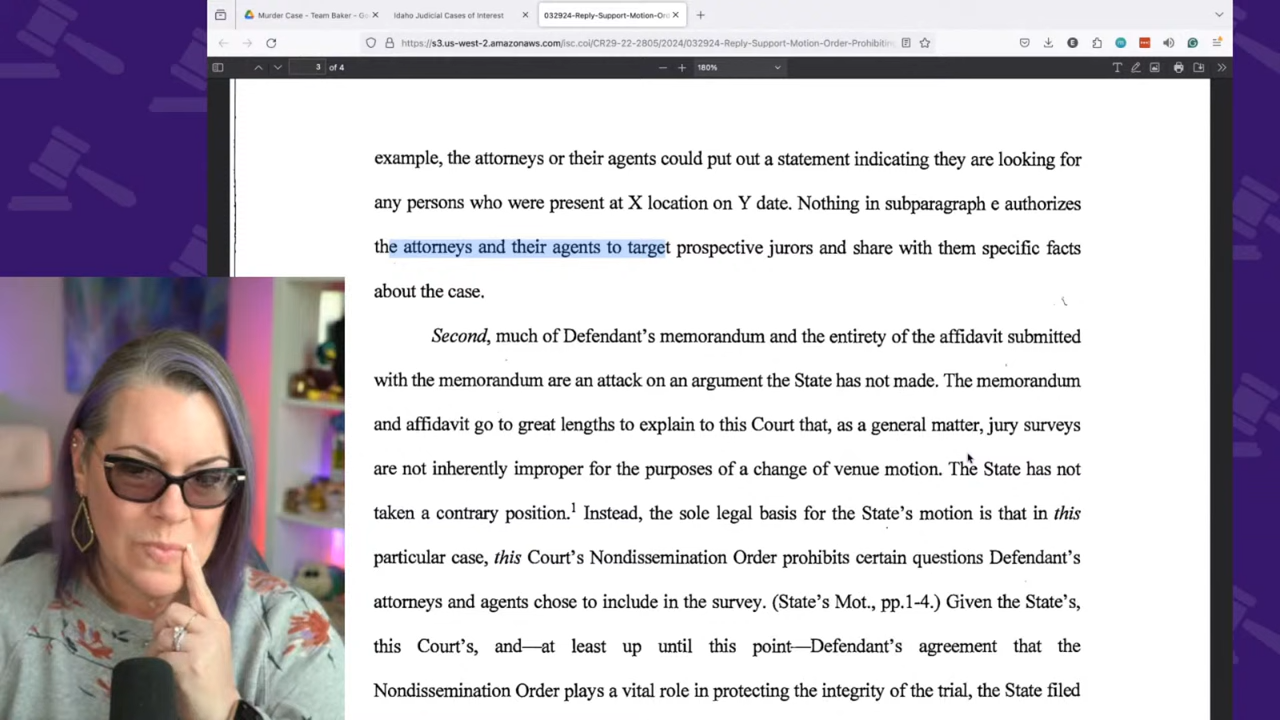 Murder Case - Team Baker - Go
Idaho Judicial Cases of Interest
032924-Reply-Support-Motion-Or
https://s3.us-west-2.amazonaws.com/isc.coi/CR29-22-2805/2024/032924-Reply-Support-Motion-Order-Prohibitin
3 of 4
180%
example, the attorneys or their agents could put out a statement indicating they are looking for
any persons who were present at X location on Y date. Nothing in subparagraph e authorizes
the attorneys and their agents to target prospective jurors and share with them specific facts
about the case.
Second, much of Defendant's memorandum and the entirety of the affidavit submitted
with the memorandum are an attack on an argument the State has not made. The memorandum
and affidavit go to great lengths to explain to this Court that, as a general matter, jury surveys
are not inherently improper for the purposes of a change of venue motion. The State has not
taken a contrary position.1 Instead, the sole legal basis for the State's motion is that in this
particular case, this Court's Nondissemination Order prohibits certain questions Defendant's
attorneys and agents chose to include in the survey. (State's Mot., pp.1-4.) Given the State's,
this Court's, and—at least up until this point—Defendant's agreement that the
Nondissemination Order plays a vital role in protecting the integrity of the trial, the State filed